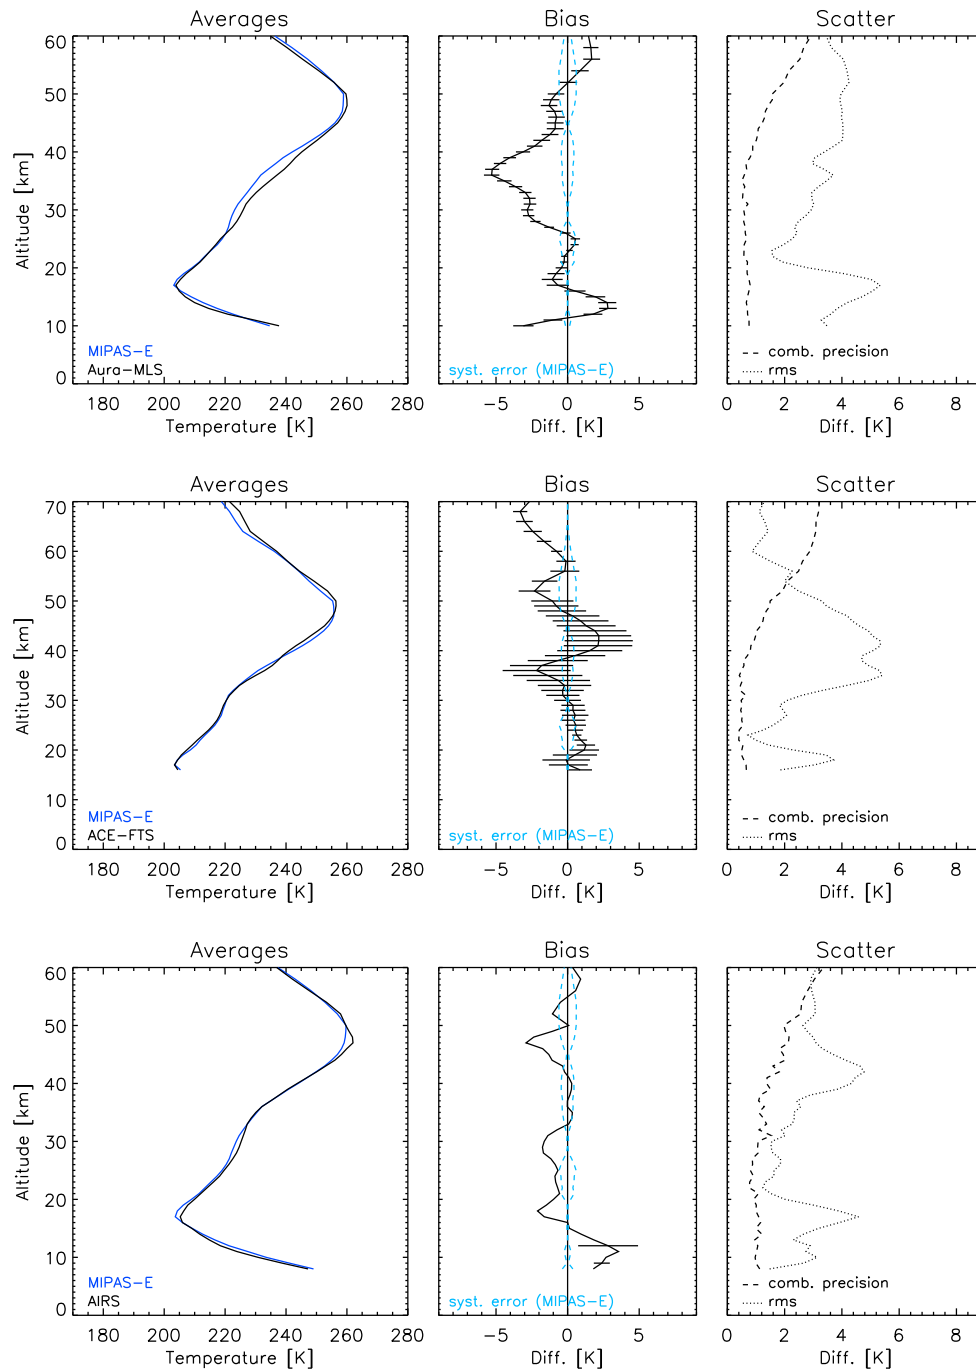 Averages Bias Scatter
60
50
40
30
20
10
0
Altitude [km]
MIPAS-E
Aura-MLS
syst. error (MIPAS-E)
comb. precision
rms
180 200 220 240 260 280 -5 0 5 0 2 4 6 8
Temperature [K] Diff. [K] Diff. [K]
Averages Bias Scatter
70
60
50
40
30
20
10
0
Altitude [km]
MIPAS-E
ACE-FTS
syst. error (MIPAS-E)
comb. precision
rms
180 200 220 240 260 280 -5 0 5 0 2 4 6 8
Temperature [K] Diff. [K] Diff. [K]
Averages Bias Scatter
60
50
40
30
20
10
0
Altitude [km]
MIPAS-E
AIRS
syst. error (MIPAS-E)
comb. precision
rms
180 200 220 240 260 280 -5 0 5 0 2 4 6 8
Temperature [K] Diff. [K] Diff. [K]